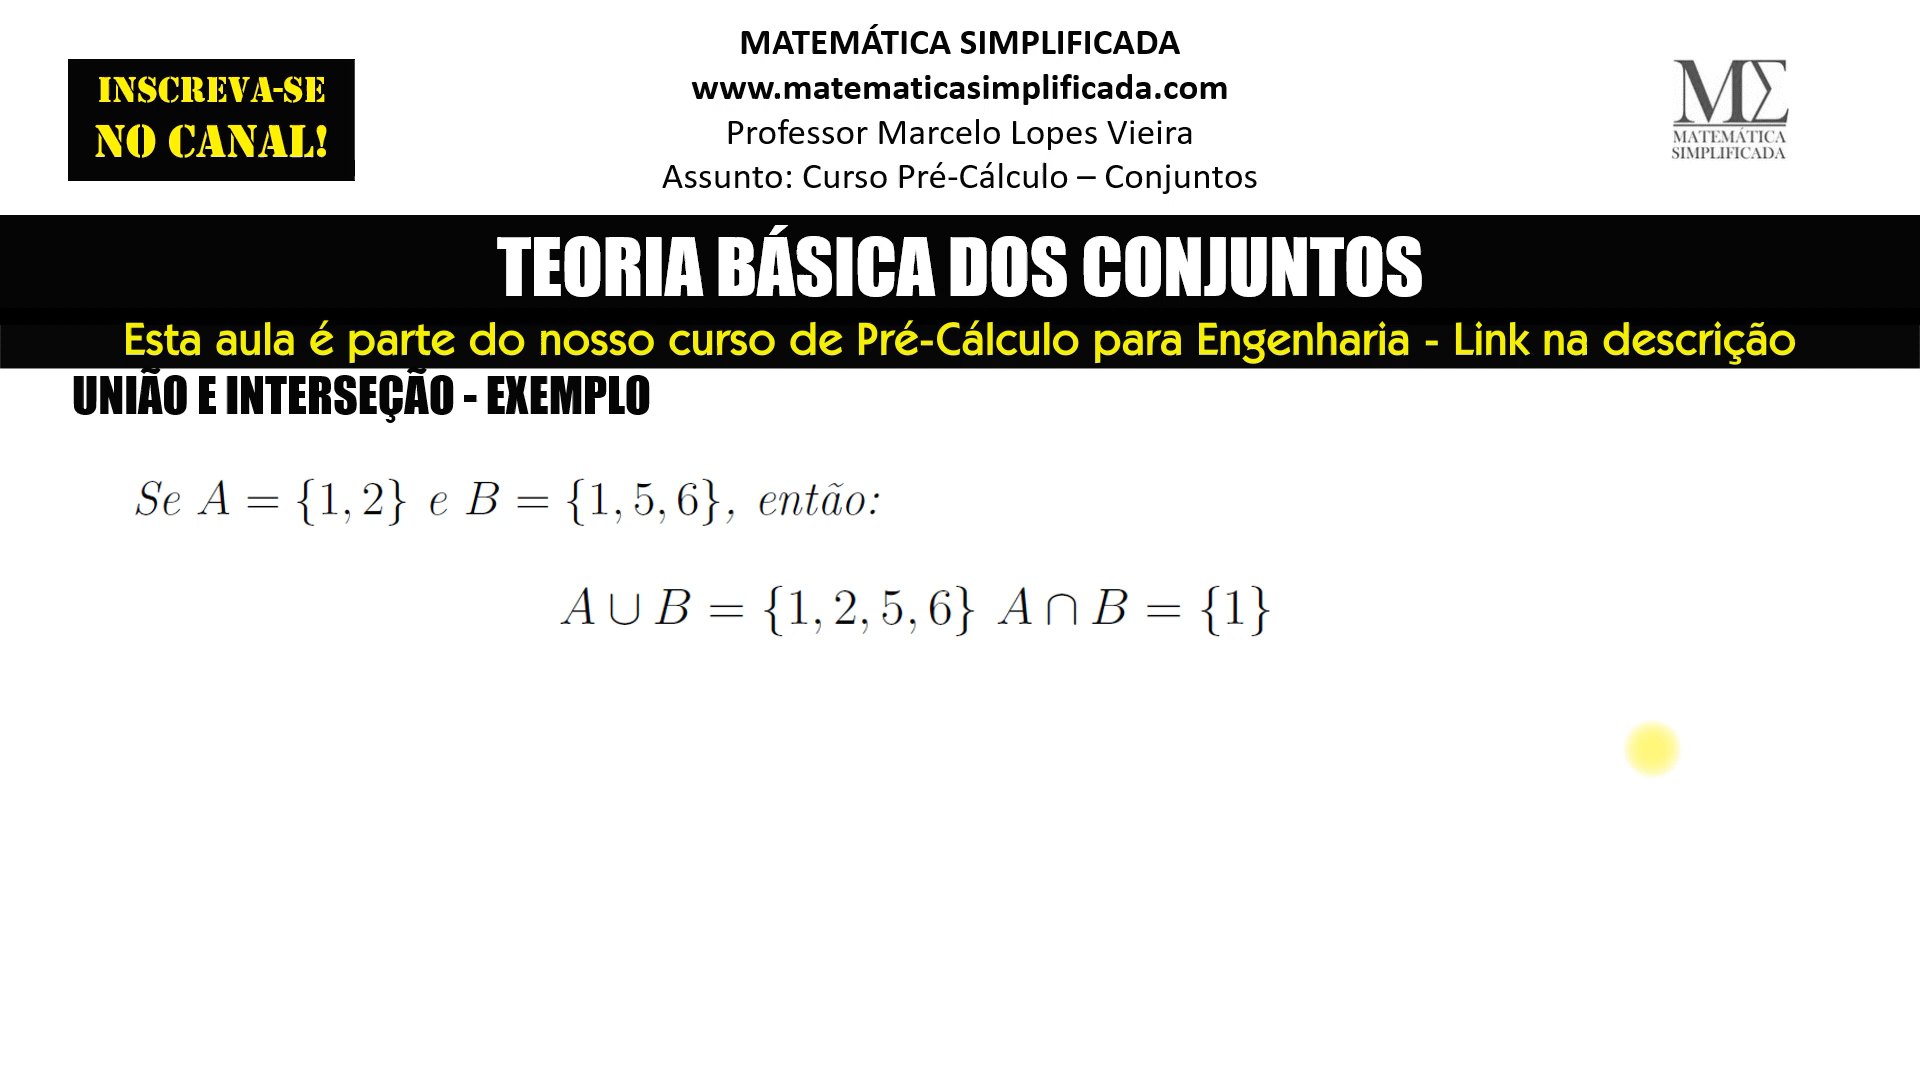 INSCREVA-SE
NO CANAL!
MATEMÁTICA SIMPLIFICADA
www.matematicasimplificada.com
Professor Marcelo Lopes Vieira
Assunto: Curso Pré-Cálculo – Conjuntos
MΣ
MATEMÁTICA
SIMPLIFICADA
TEORIA BÁSICA DOS CONJUNTOS
Esta aula é parte do nosso curso de Pré-Cálculo para Engenharia - Link na descrição
UNIÃO E INTERSEÇÃO - EXEMPLO
Se A = {1, 2} e B = {1, 5, 6}, então:
A ∪ B = {1, 2, 5, 6} A ∩ B = {1}